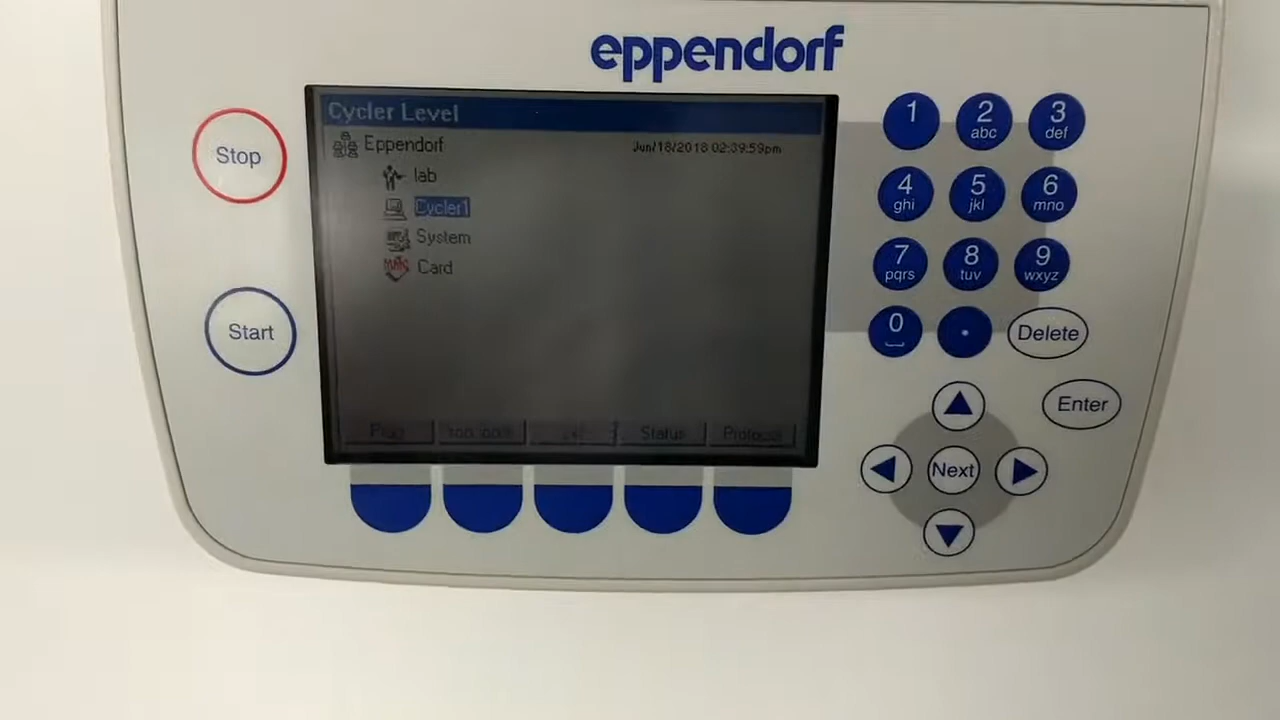 eppendorf
Cycler Level
Eppendorf
Jun/18/2018 02:39:59pm
lab
Cycler1
System
Card
Status
Protocol
Stop
Start
1
2 abc
3 def
4 ghi
5 jkl
6 mno
7 pqrs
8 tuv
9 wxyz
0
.
Delete
Enter
Next